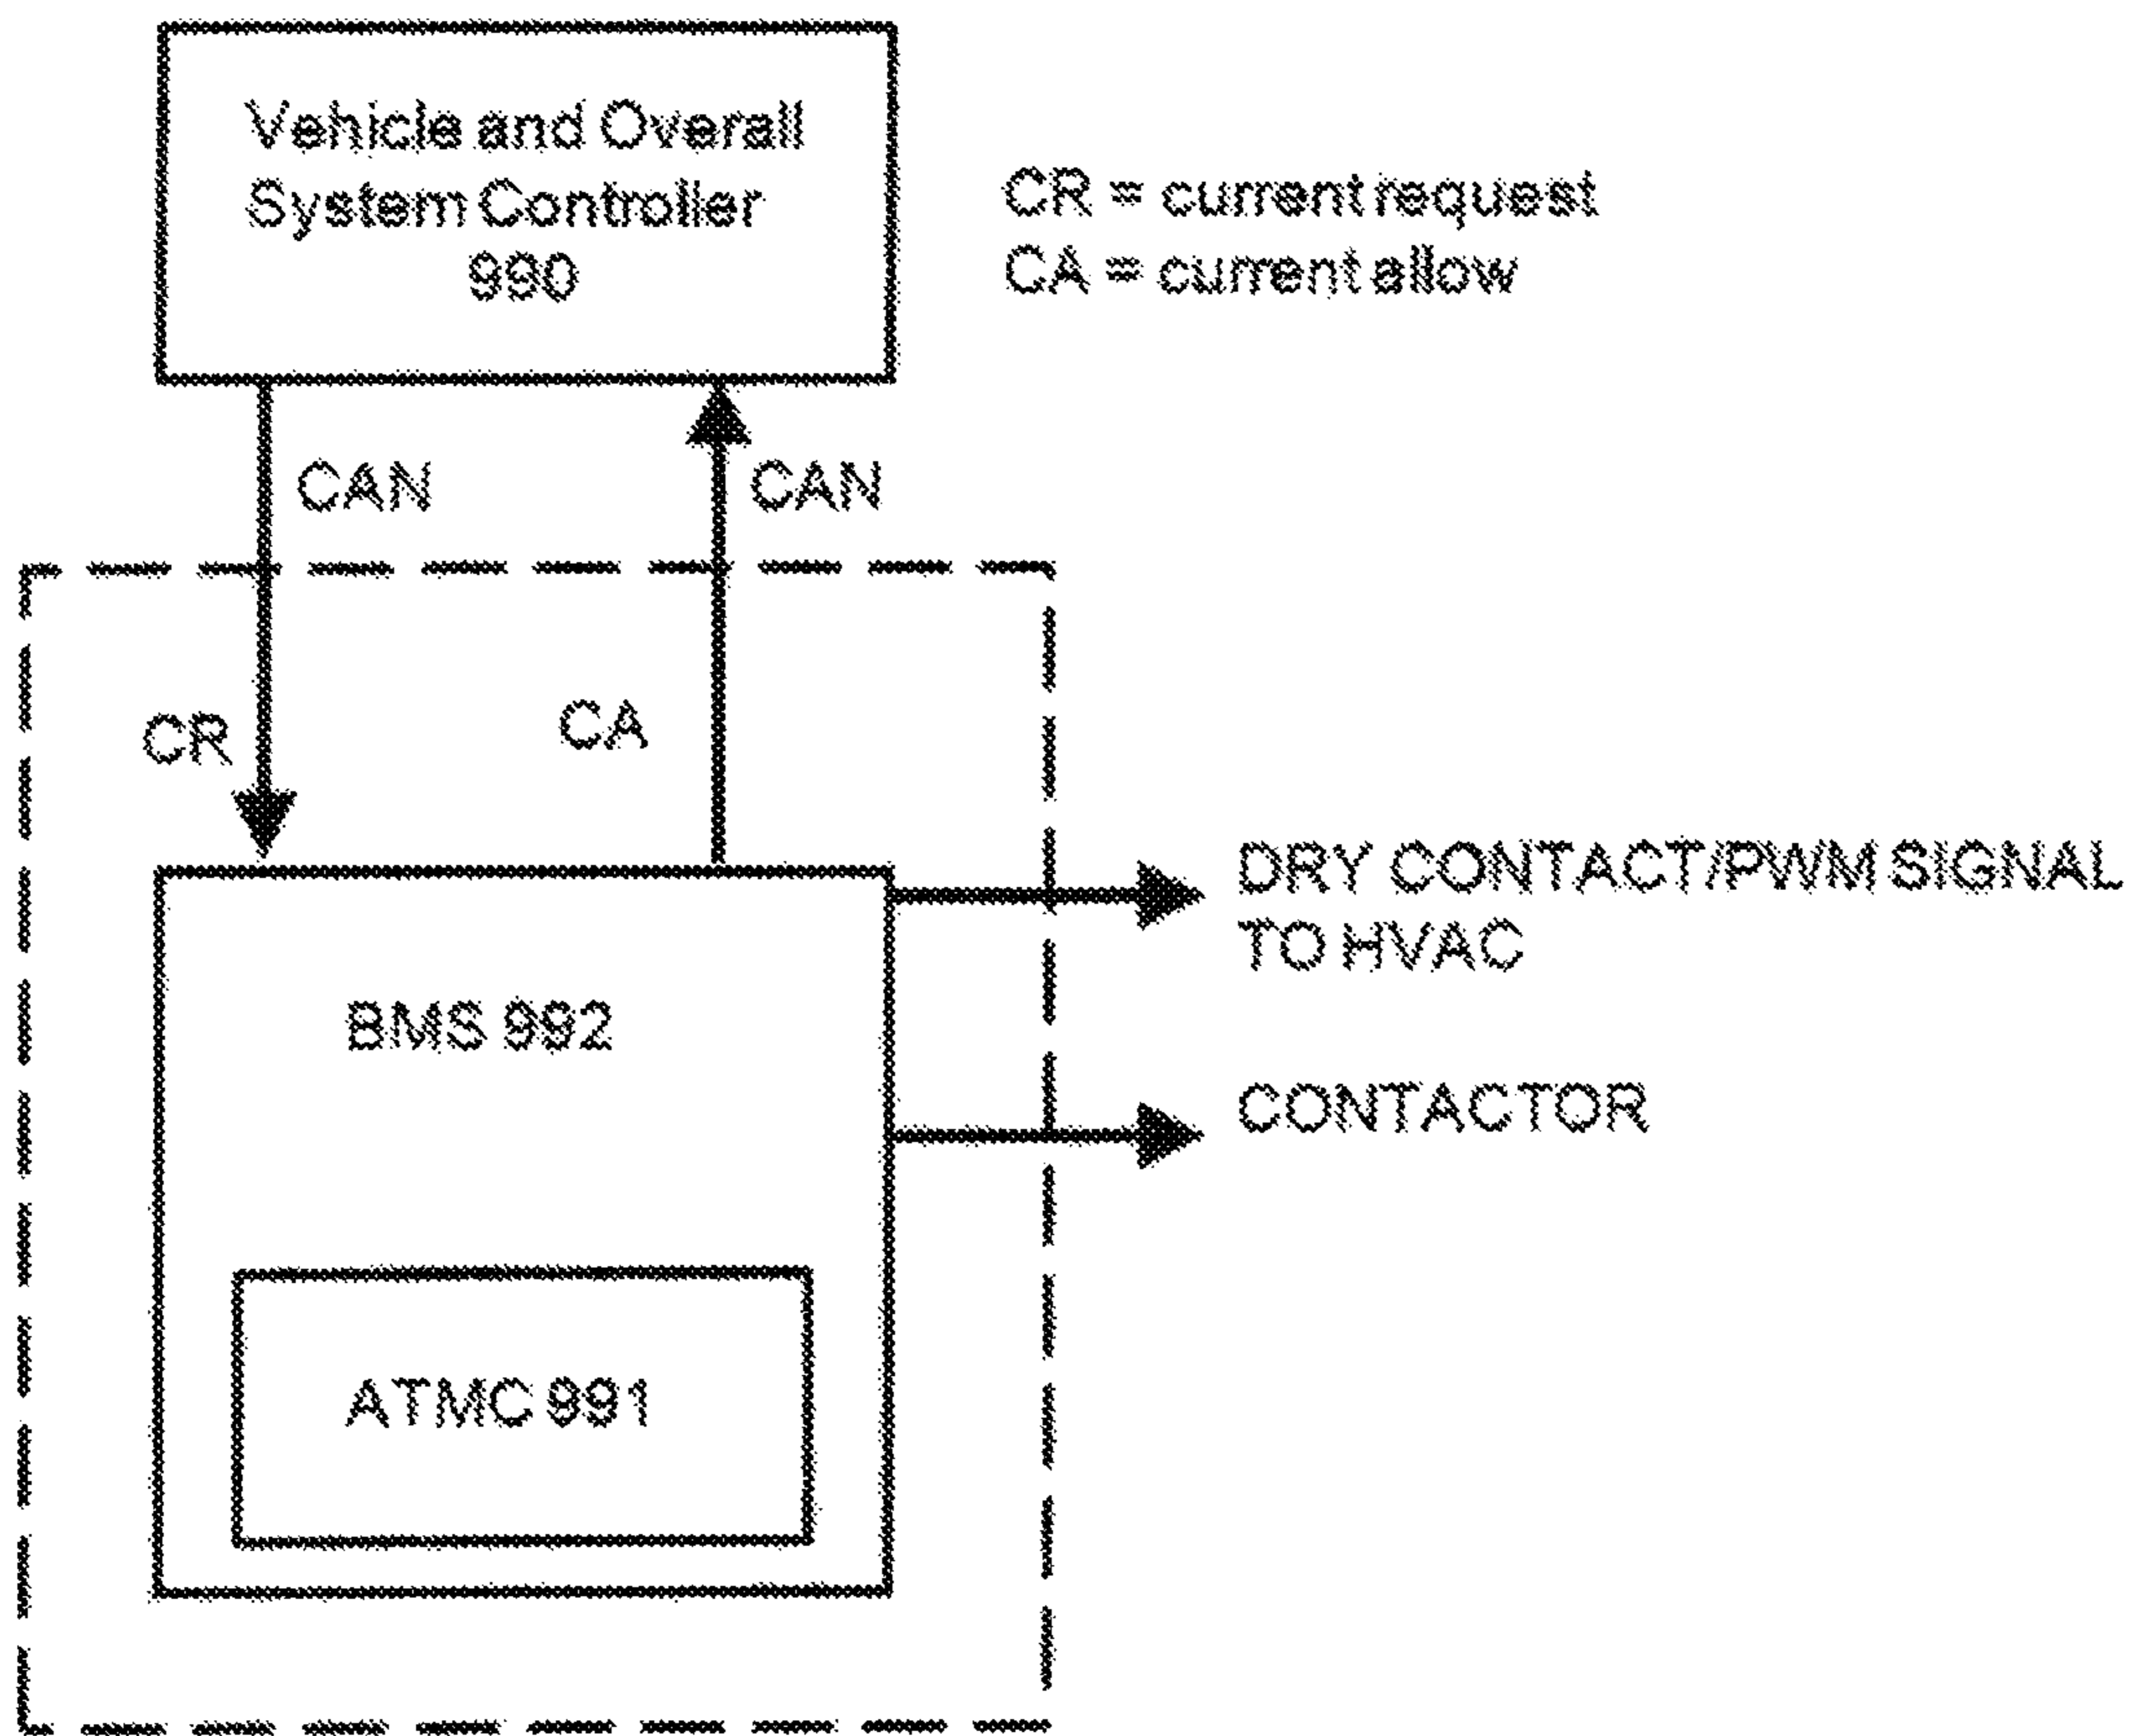 Vehicle and Overall
System Controller
990
CR = current request
CA = current allow
CAN
CAN
CR
CA
DRY CONTACT/PWM SIGNAL
TO HVAC
BMS 992
CONTACTOR
ATMC 991